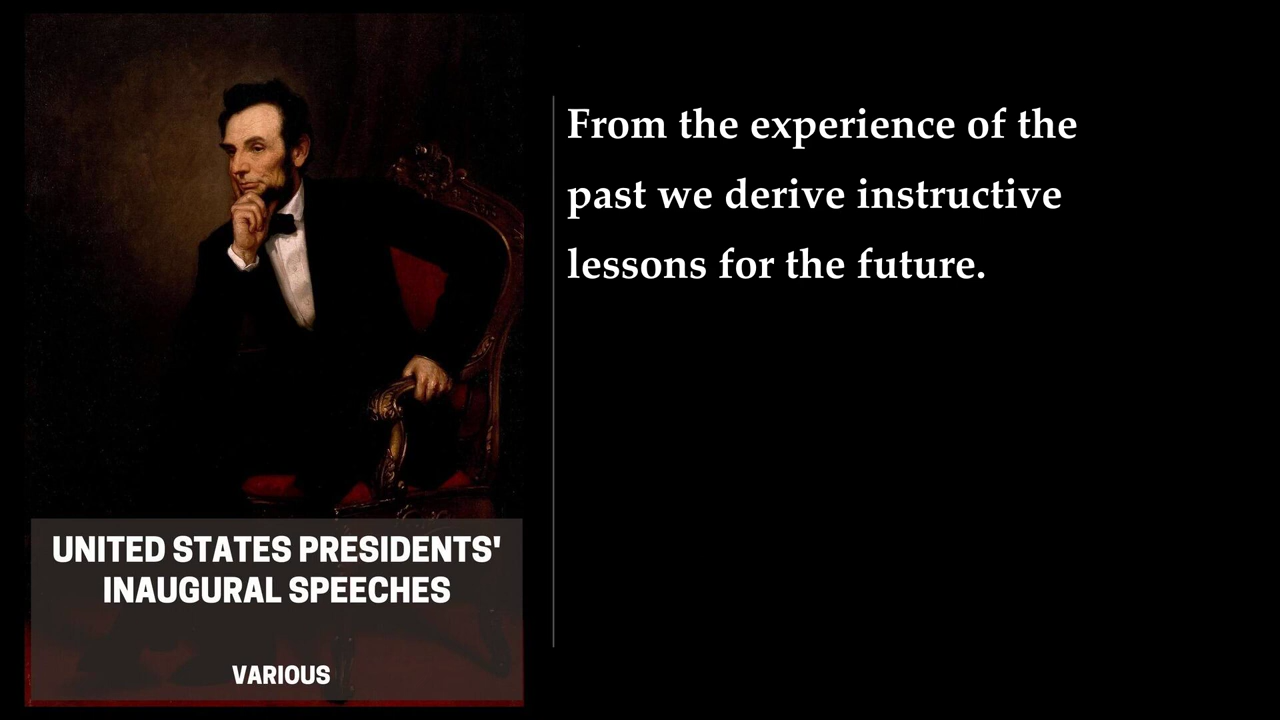 UNITED STATES PRESIDENTS'
INAUGURAL SPEECHES
VARIOUS
From the experience of the
past we derive instructive
lessons for the future.